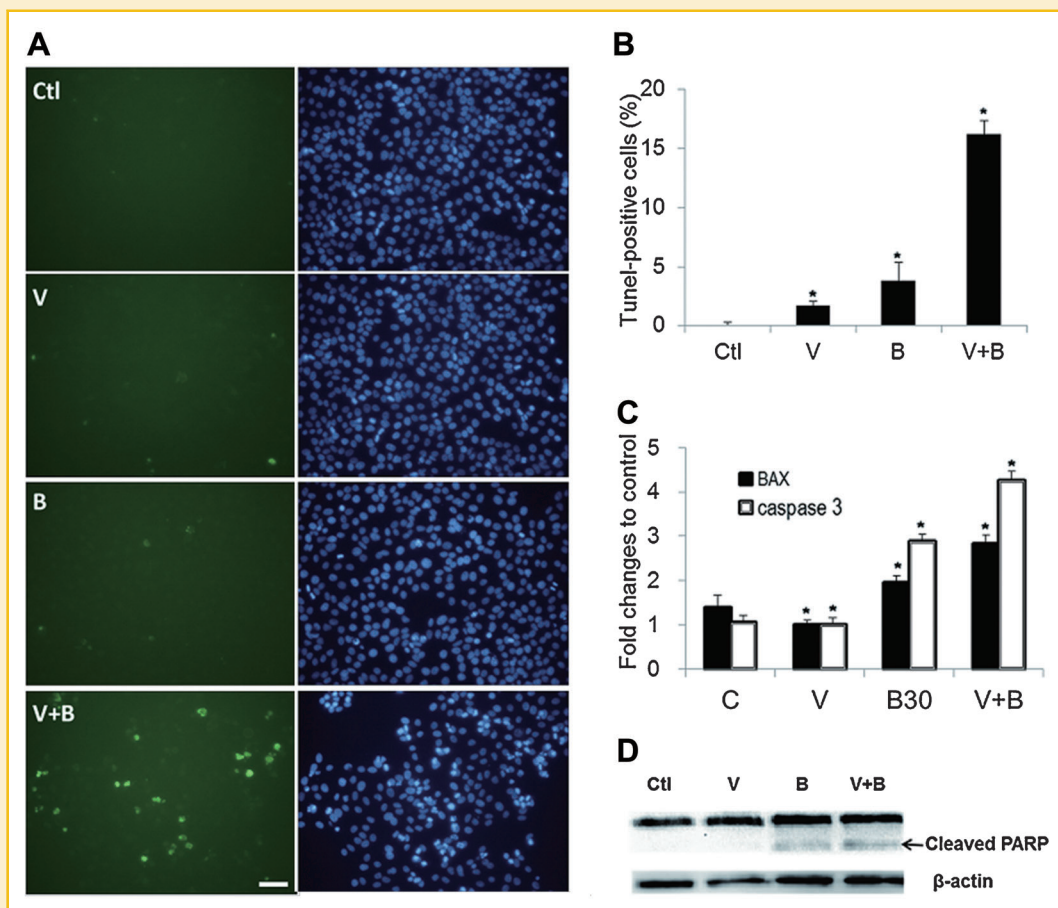 A
Ctl
V
B
V+B
B
Tunel-positive cells (%)
20
15
10
5
0
*
*
*
Ctl
V
B
V+B
C
Fold changes to control
5
4
3
2
1
0
BAX
caspase 3
*
*
*
*
*
*
C
V
B30
V+B
D
Ctl
V
B
V+B
Cleaved PARP
β-actin